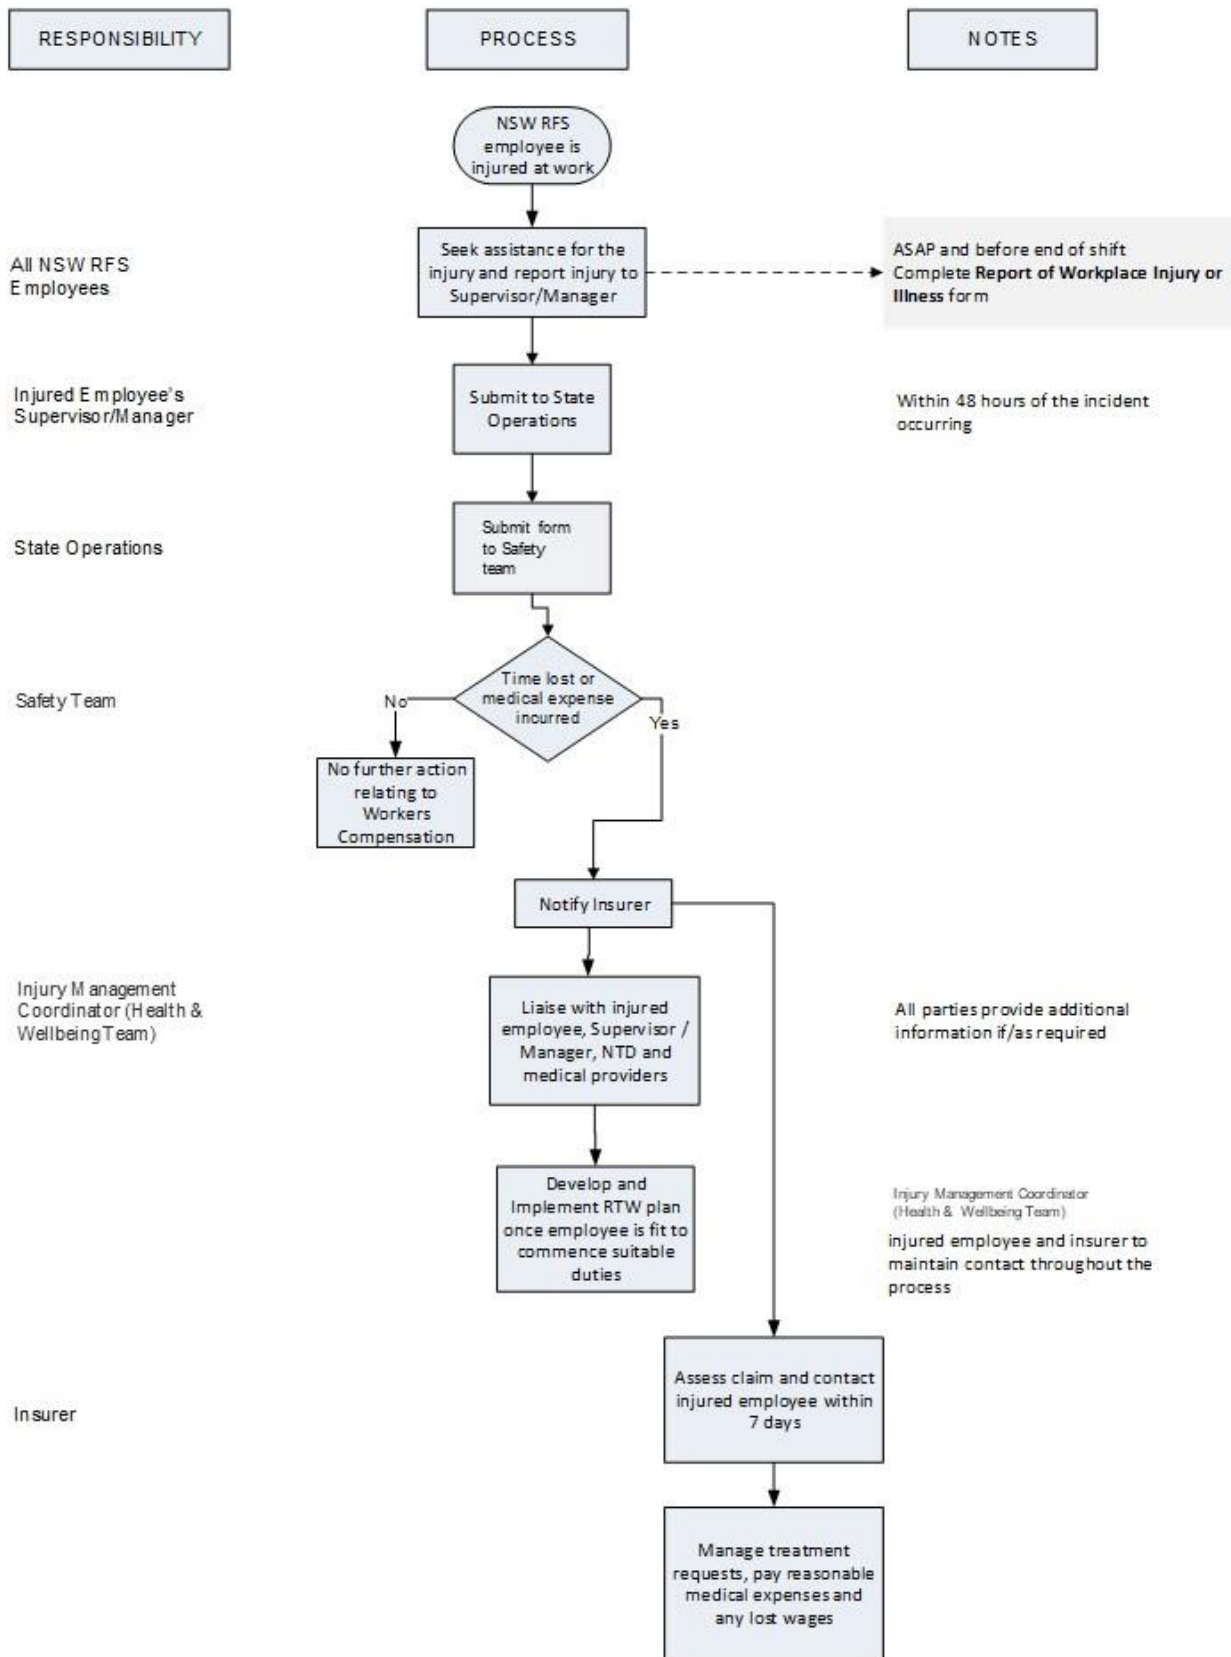 RESPONSIBILITY
PROCESS
NOTES
NSW RFS
employee is
injured at work
All NSW RFS
Employees
Seek assistance for the
injury and report injury to
Supervisor/Manager
ASAP and before end of shift
Complete Report of Workplace Injury or
Illness form
Injured Employee's
Supervisor/Manager
Submit to State
Operations
Within 48 hours of the incident
occurring
State Operations
Submit form
to Safety
team
Safety Team
Time lost or
medical expense
incurred
No
Yes
No further action
relating to
Workers
Compensation
Notify Insurer
Injury Management
Coordinator (Health &
Wellbeing Team)
Liaise with injured
employee, Supervisor /
Manager, NTD and
medical providers
All parties provide additional
information if/as required
Develop and
Implement RTW plan
once employee is fit to
commence suitable
duties
Injury Management Coordinator
(Health & Wellbeing Team)
injured employee and insurer to
maintain contact throughout the
process
Insurer
Assess claim and contact
injured employee within
7 days
Manage treatment
requests, pay reasonable
medical expenses and
any lost wages